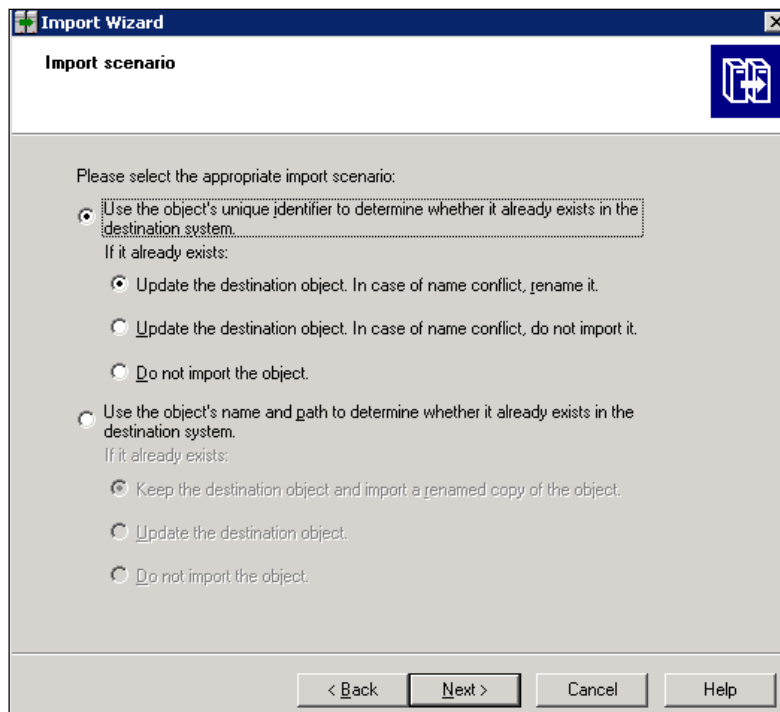 Import Wizard
Import scenario
Please select the appropriate import scenario:
Use the object's unique identifier to determine whether it already exists in the
destination system.
If it already exists:
Update the destination object. In case of name conflict, rename it.
Update the destination object. In case of name conflict, do not import it.
Do not import the object.
Use the object's name and path to determine whether it already exists in the
destination system.
If it already exists:
Keep the destination object and import a renamed copy of the object.
Update the destination object.
Do not import the object.
< Back Next > Cancel Help